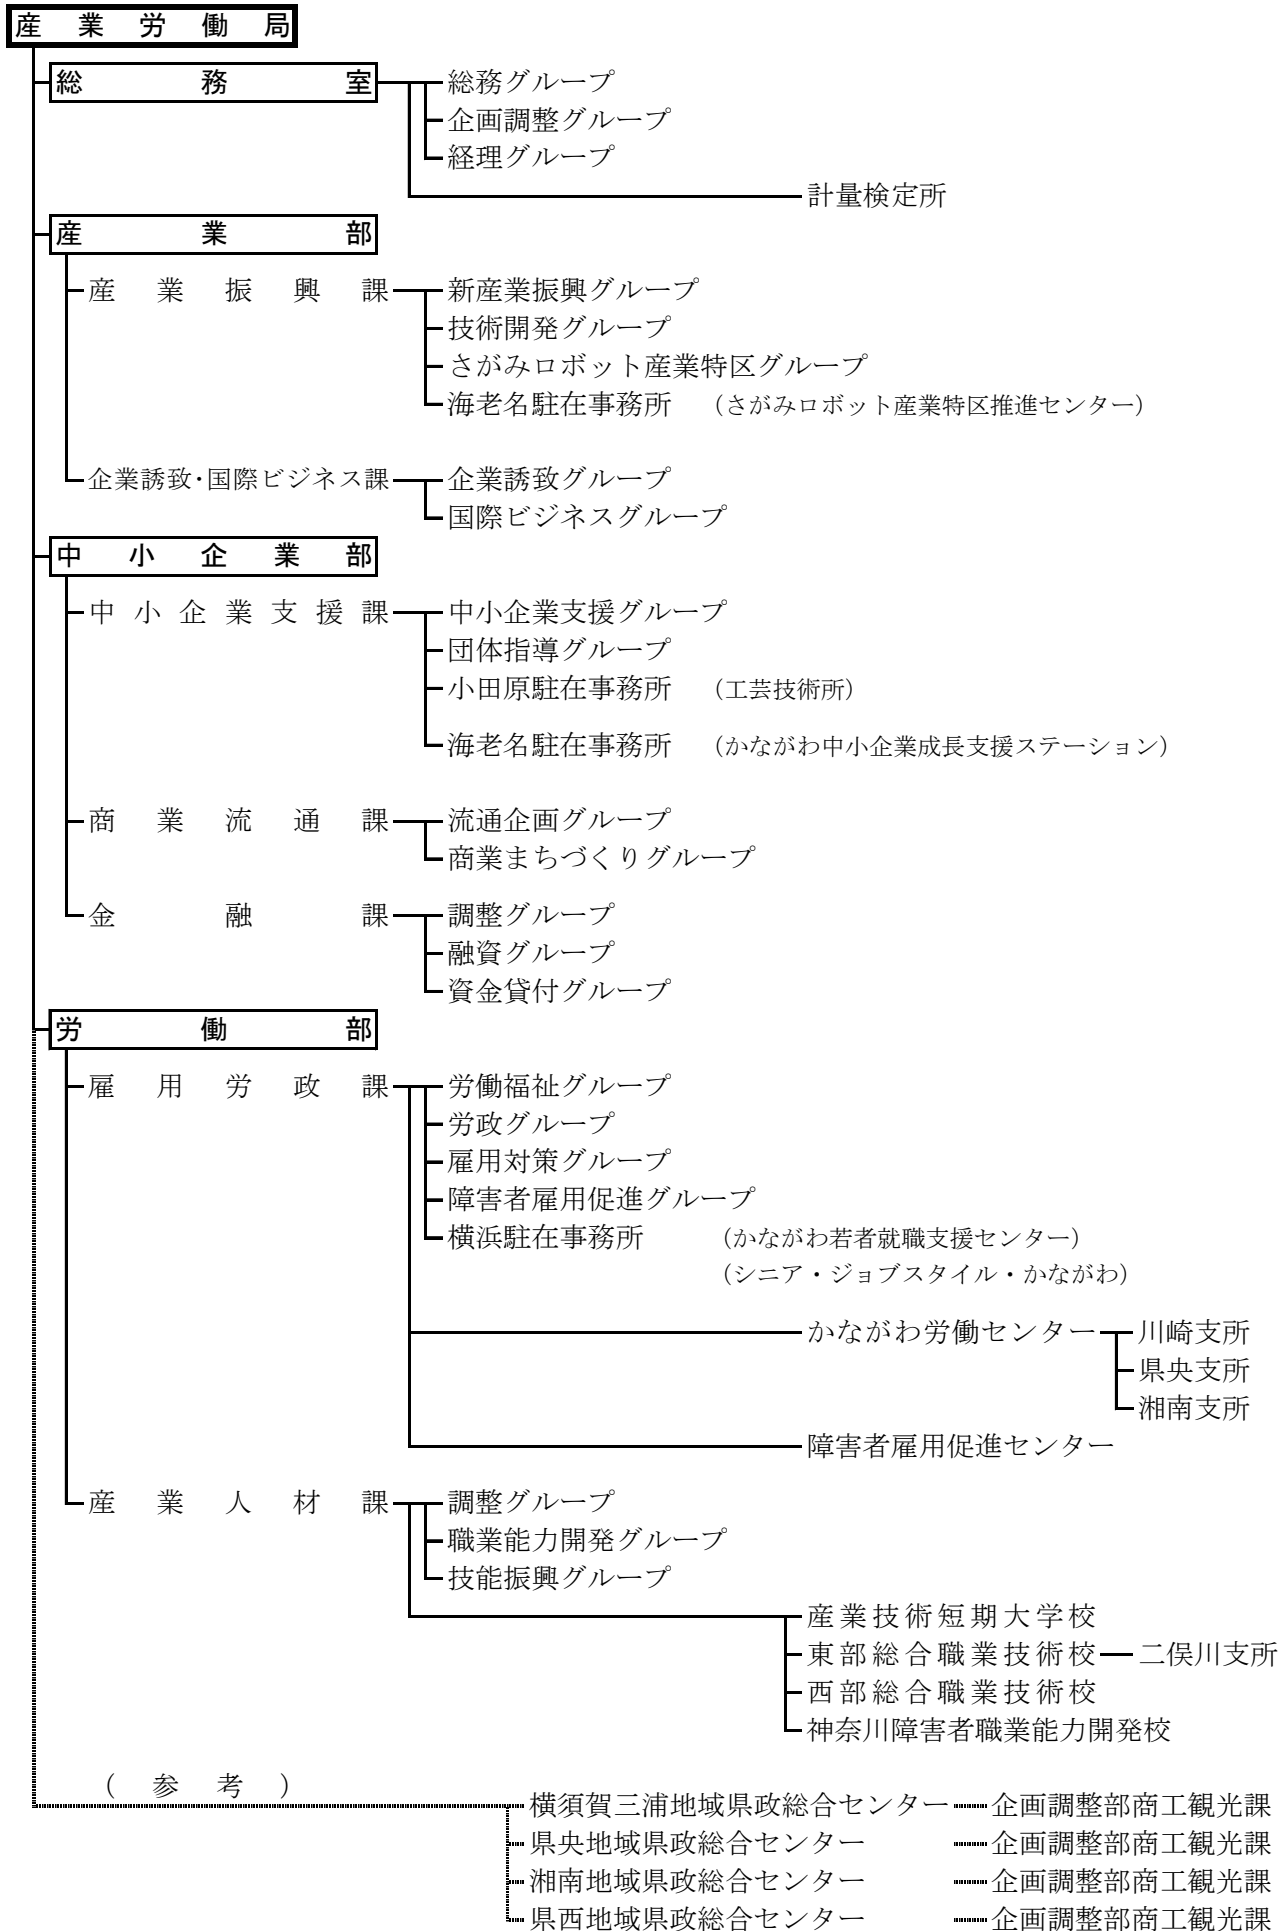 産業労働局
総務室 総務グループ
企画調整グループ
経理グループ
計量検定所
産業部
産業振興課 新産業振興グループ
技術開発グループ
さがみロボット産業特区グループ
海老名駐在事務所 （さがみロボット産業特区推進センター）
企業誘致･国際ビジネス課 企業誘致グループ
国際ビジネスグループ
中小企業部
中小企業支援課 中小企業支援グループ
団体指導グループ
小田原駐在事務所 （工芸技術所）
海老名駐在事務所 （かながわ中小企業成長支援ステーション）
商業流通課 流通企画グループ
商業まちづくりグループ
金融課 調整グループ
融資グループ
資金貸付グループ
労働部
雇用労政課 労働福祉グループ
労政グループ
雇用対策グループ
障害者雇用促進グループ
横浜駐在事務所 （かながわ若者就職支援センター）
（シニア・ジョブスタイル・かながわ）
かながわ労働センター 川崎支所
県央支所
湘南支所
障害者雇用促進センター
産業人材課 調整グループ
職業能力開発グループ
技能振興グループ
産業技術短期大学校
東部総合職業技術校 二俣川支所
西部総合職業技術校
神奈川障害者職業能力開発校
（参考）
横須賀三浦地域県政総合センター 企画調整部商工観光課
県央地域県政総合センター 企画調整部商工観光課
湘南地域県政総合センター 企画調整部商工観光課
県西地域県政総合センター 企画調整部商工観光課